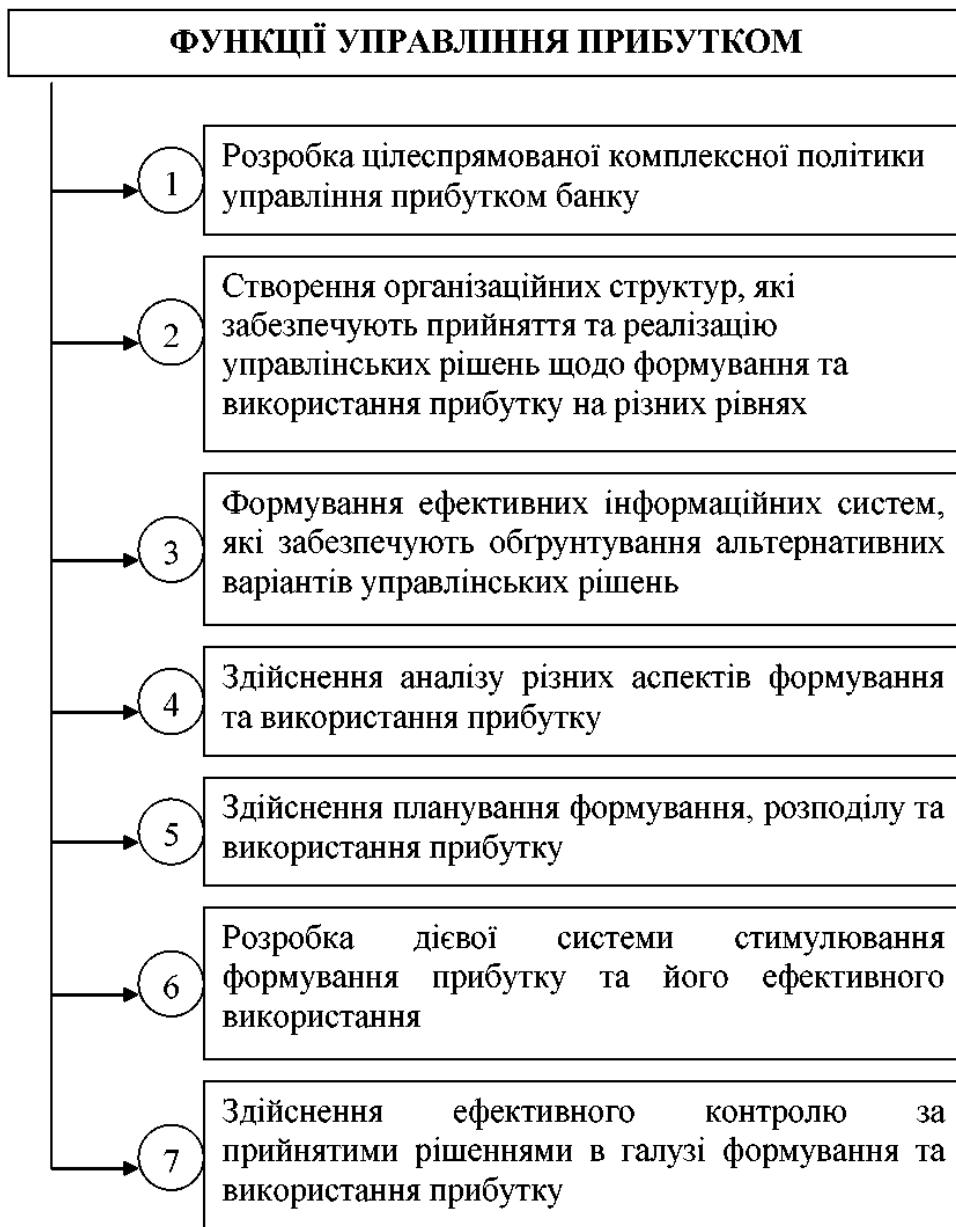 ФУНКЦІЇ УПРАВЛІННЯ ПРИБУТКОМ
1
Розробка цілеспрямованої комплексної політики
управління прибутком банку
2
Створення організаційних структур, які
забезпечують прийняття та реалізацію
управлінських рішень щодо формування та
використання прибутку на різних рівнях
3
Формування ефективних інформаційних систем,
які забезпечують обґрунтування альтернативних
варіантів управлінських рішень
4
Здійснення аналізу різних аспектів формування
та використання прибутку
5
Здійснення планування формування, розподілу та
використання прибутку
6
Розробка дієвої системи стимулювання
формування прибутку та його ефективного
використання
7
Здійснення ефективного контролю за
прийнятими рішеннями в галузі формування та
використання прибутку